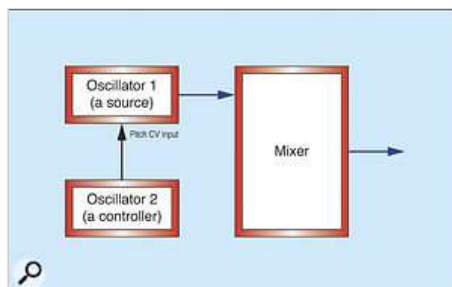 Oscillator 1
(a source)
Pitch CV input
Mixer
Oscillator 2
(a controller)